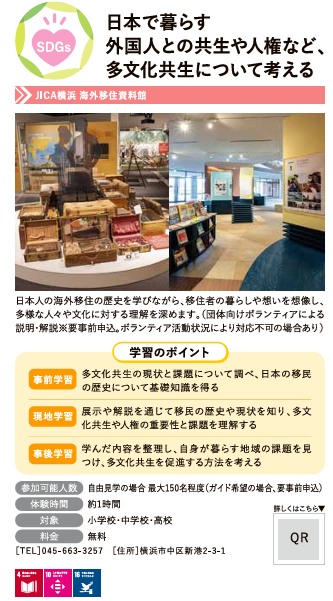 SDGs
日本で暮らす
外国人との共生や人権など、
多文化共生について考える
JICA横浜 海外移住資料館
日本人の海外移住の歴史を学びながら、移住者の暮らしや想いを想像し、
多様な人々や文化に対する理解を深めます。(団体向けボランティアによる
説明・解説※要事前申込。ボランティア活動状況により対応不可の場合あり)
学習のポイント
事前学習
多文化共生の現状と課題について調べ、日本の移民
の歴史について基礎知識を得る
現地学習
展示や解説を通じて移民の歴史や現状を知り、多文
化共生や人権の重要性と課題を理解する
事後学習
学んだ内容を整理し、自身が暮らす地域の課題を見
つけ、多文化共生を促進する方法を考える
参加可能人数 自由見学の場合 最大150名程度(ガイド希望の場合、要事前申込)
体験時間 約1時間
対象 小学校・中学校・高校
料金 無料
[TEL]045-663-3257 [住所]横浜市中区新港2-3-1
詳しくはこちら▼
QR
4
10
16